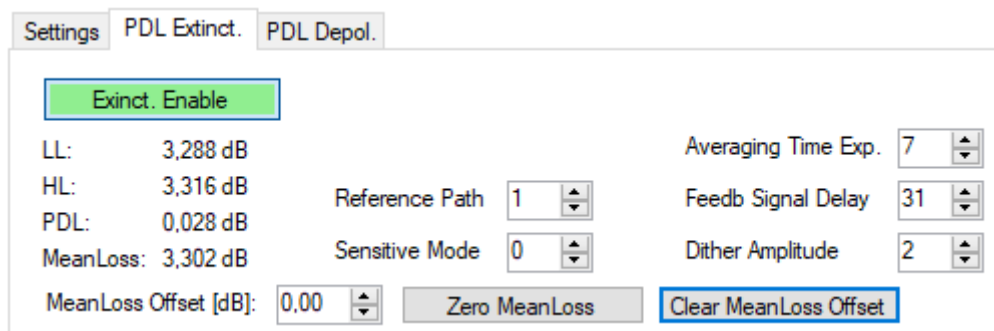 Settings PDL Extinct. PDL Depol.
Exinct. Enable
LL: 3,288 dB
HL: 3,316 dB
PDL: 0,028 dB
MeanLoss: 3,302 dB
Reference Path 1
Sensitive Mode 0
Averaging Time Exp. 7
Feedb Signal Delay 31
Dither Amplitude 2
MeanLoss Offset [dB]: 0,00 Zero MeanLoss Clear MeanLoss Offset